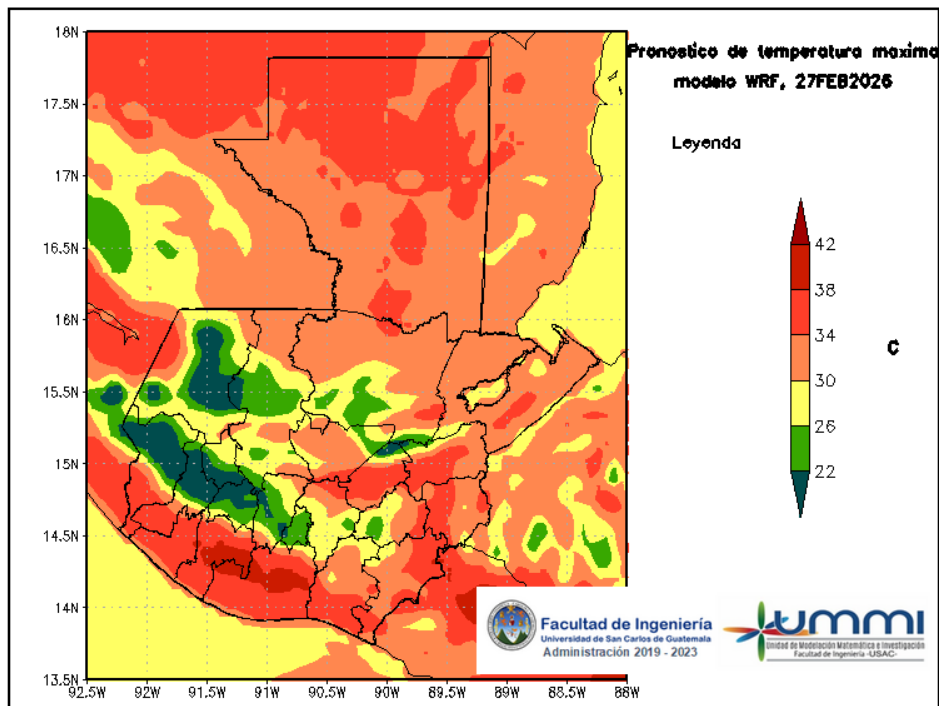 Pronostico de temperatura maxima
modelo WRF, 27FEB2026
Leyenda
42
38
34
30
26
22
C
18N
17.5N
17N
16.5N
16N
15.5N
15N
14.5N
14N
13.5N
92.5W
92W
91.5W
91W
90.5W
90W
89.5W
89W
88.5W
88W
Facultad de Ingeniería
Universidad de San Carlos de Guatemala
Administración 2019 - 2023
UMMI
Unidad de Modelación Matemática e Investigación
Facultad de Ingeniería -USAC-